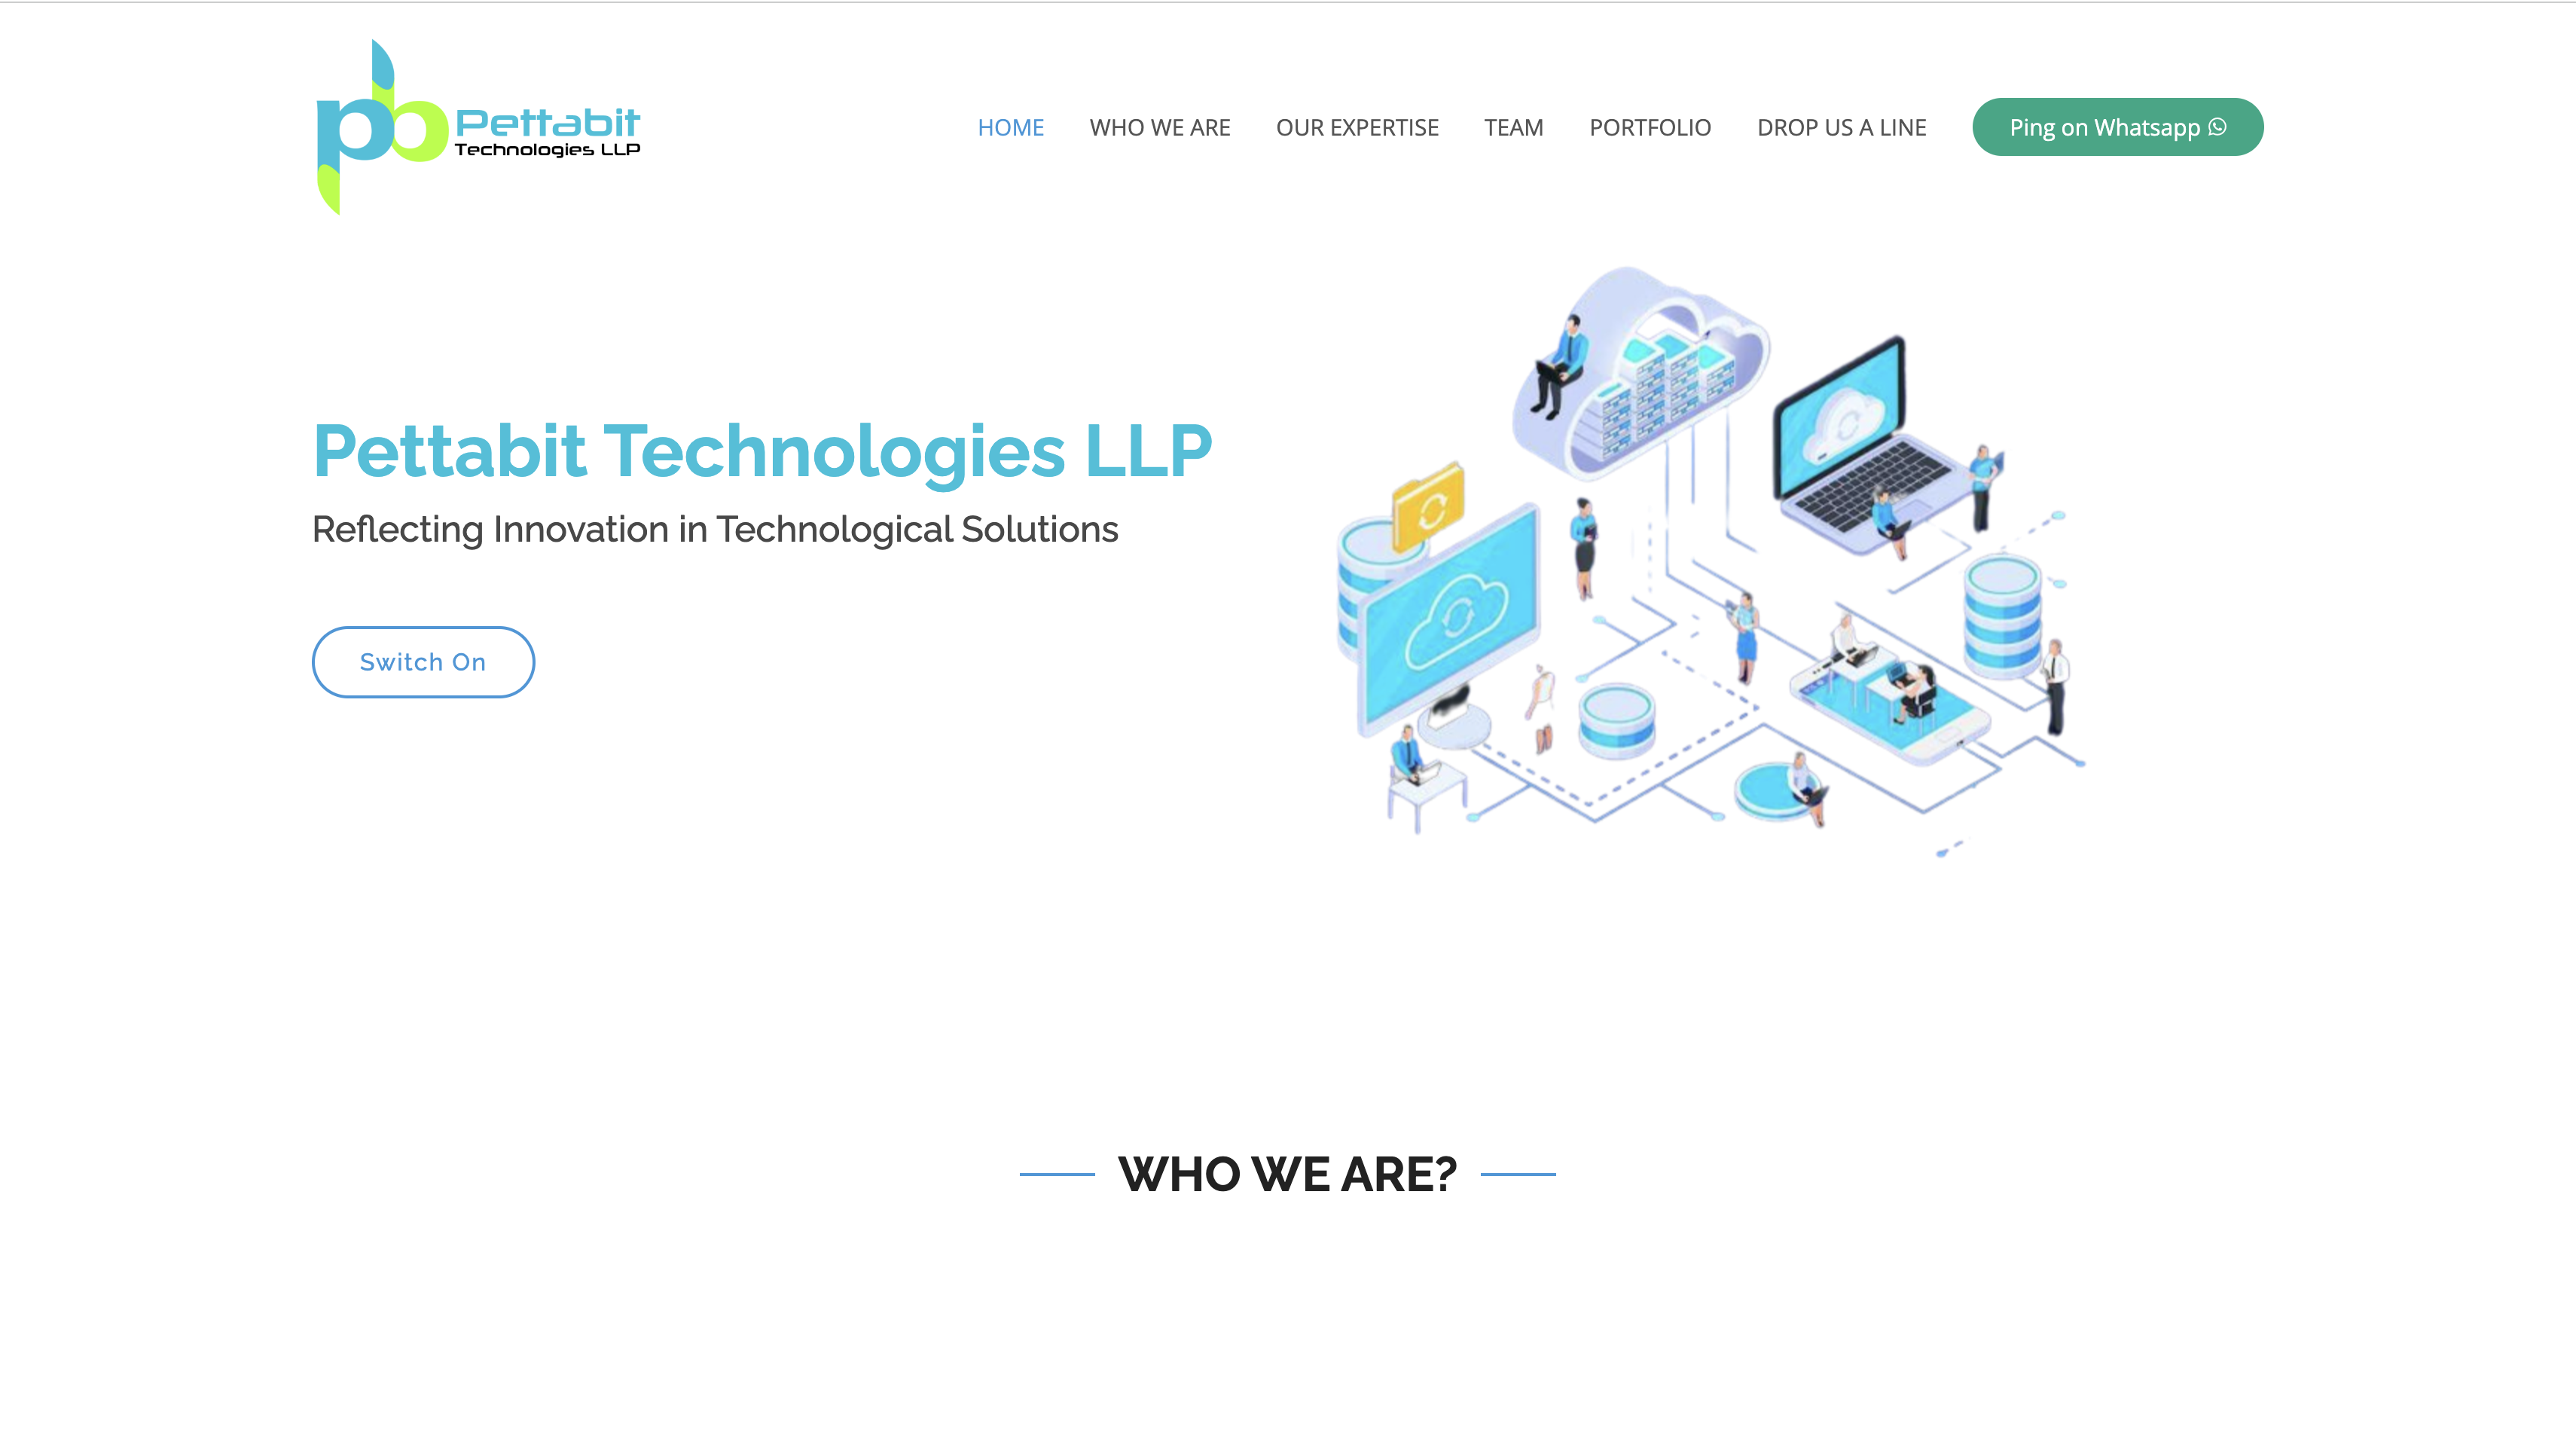 pb
Pettabit
Technologies LLP
HOME
WHO WE ARE
OUR EXPERTISE
TEAM
PORTFOLIO
DROP US A LINE
Ping on Whatsapp
Pettabit Technologies LLP
Reflecting Innovation in Technological Solutions
Switch On
WHO WE ARE?